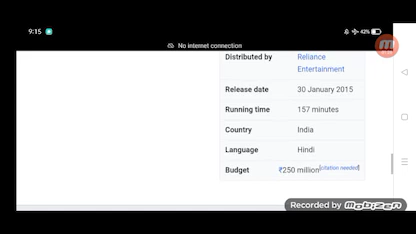 9:15
42%
No internet connection
Distributed by Reliance
Entertainment
Release date 30 January 2015
Running time 157 minutes
Country India
Language Hindi
Budget ₹250 million[citation needed]
Recorded by MOBIZEN